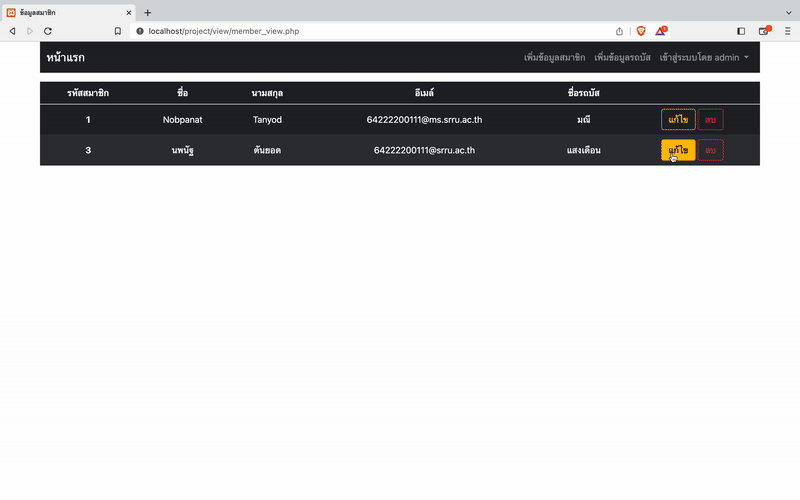 ข้อมูลสมาชิก
localhost/project/view/member_view.php
หน้าแรก เพิ่มข้อมูลสมาชิก เพิ่มข้อมูลรถบัส เข้าสู่ระบบโดย admin
รหัสสมาชิก ชื่อ นามสกุล อีเมล์ ชื่อรถบัส
1 Nobpanat Tanyod 64222200111@ms.srru.ac.th มณี แก้ไข ลบ
3 นพนัฐ ตันยอด 64222200111@srru.ac.th แสงเดือน แก้ไข ลบ